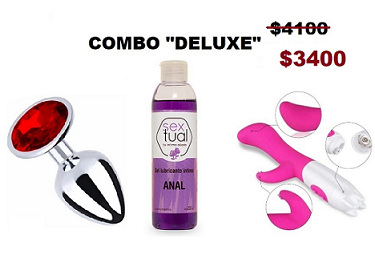 $4100
COMBO "DELUXE"
$3400
sex
tual
Gel lubricante íntimo
ANAL